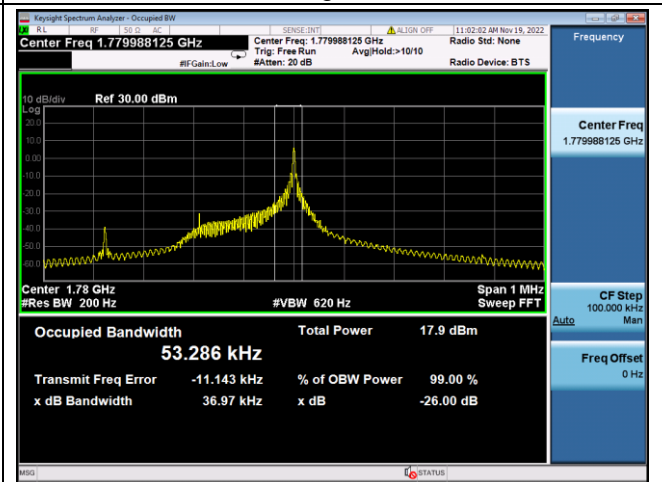 Keysight Spectrum Analyzer - Occupied BW
RL RF 50 Ω AC SENSE:INT ALIGN OFF 11:02:02 AM Nov 19, 2022
Center Freq 1.779988125 GHz Center Freq: 1.779988125 GHz Radio Std: None Frequency
Trig: Free Run Avg|Hold:>10/10
#IFGain:Low #Atten: 20 dB Radio Device: BTS
10 dB/div Ref 30.00 dBm
Log
20.0
10.0
0.00
-10.0
-20.0
-30.0
-40.0
-50.0
-60.0
Center Freq
1.779988125 GHz
Center 1.78 GHz Span 1 MHz
#Res BW 200 Hz #VBW 620 Hz Sweep FFT
CF Step
100.000 kHz
Auto Man
Occupied Bandwidth Total Power 17.9 dBm
53.286 kHz
Freq Offset
0 Hz
Transmit Freq Error -11.143 kHz % of OBW Power 99.00 %
x dB Bandwidth 36.97 kHz x dB -26.00 dB
MSG STATUS